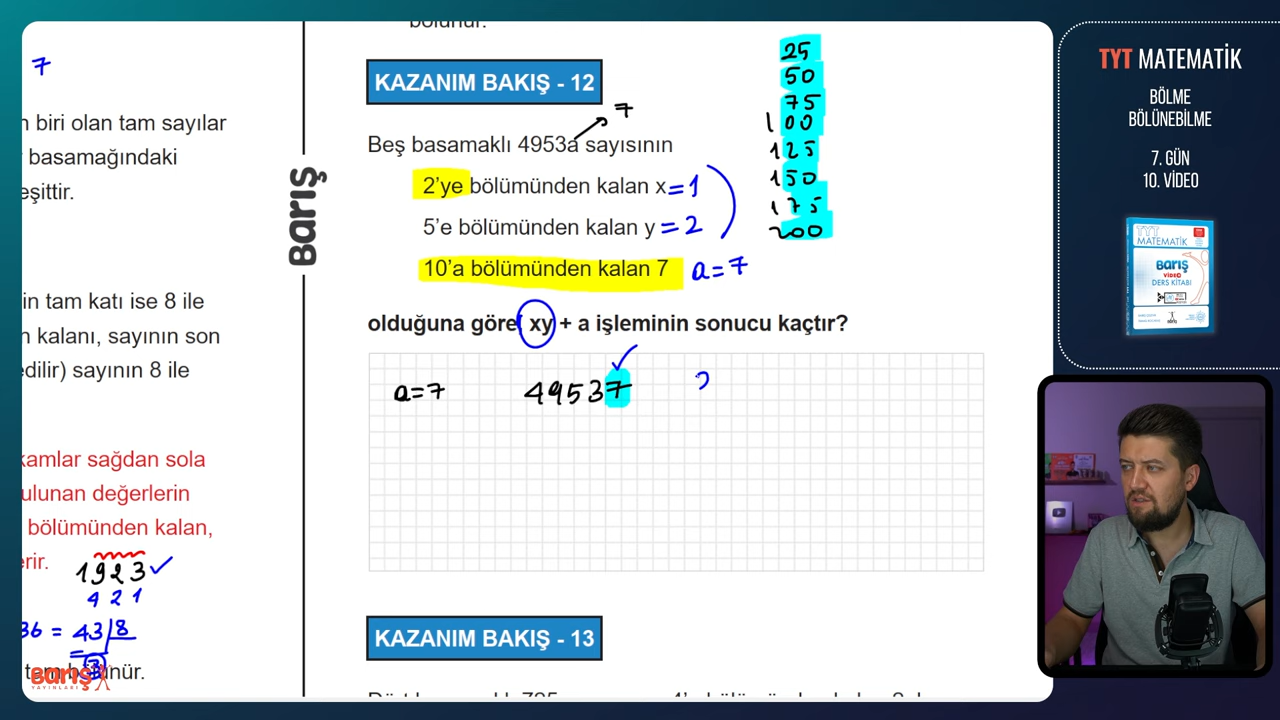 bölünür.
7
KAZANIM BAKIŞ - 12
7
Beş basamaklı 4953a sayısının
2'ye bölümünden kalan x = 1
5'e bölümünden kalan y = 2
10'a bölümünden kalan 7 a = 7
olduğuna göre, xy + a işleminin sonucu kaçtır?
a = 7 49537 2
25
50
75
100
125
150
175
200
KAZANIM BAKIŞ - 13
n biri olan tam sayılar
basamağındaki
eşittir.
Barış
in tam katı ise 8 ile
n kalanı, sayının son
edilir) sayının 8 ile
kamlar sağdan sola
ulunan değerlerin
bölümünden kalan,
erir.
1923
4 2 1
36 = 43 8
bölünür.
Barış
YAYINLARI
TYT MATEMATİK
BÖLME
BÖLÜNEBİLME
7. GÜN
10. VİDEO
TYT
MATEMATİK
Barış
VİDEO
DERS KİTABI